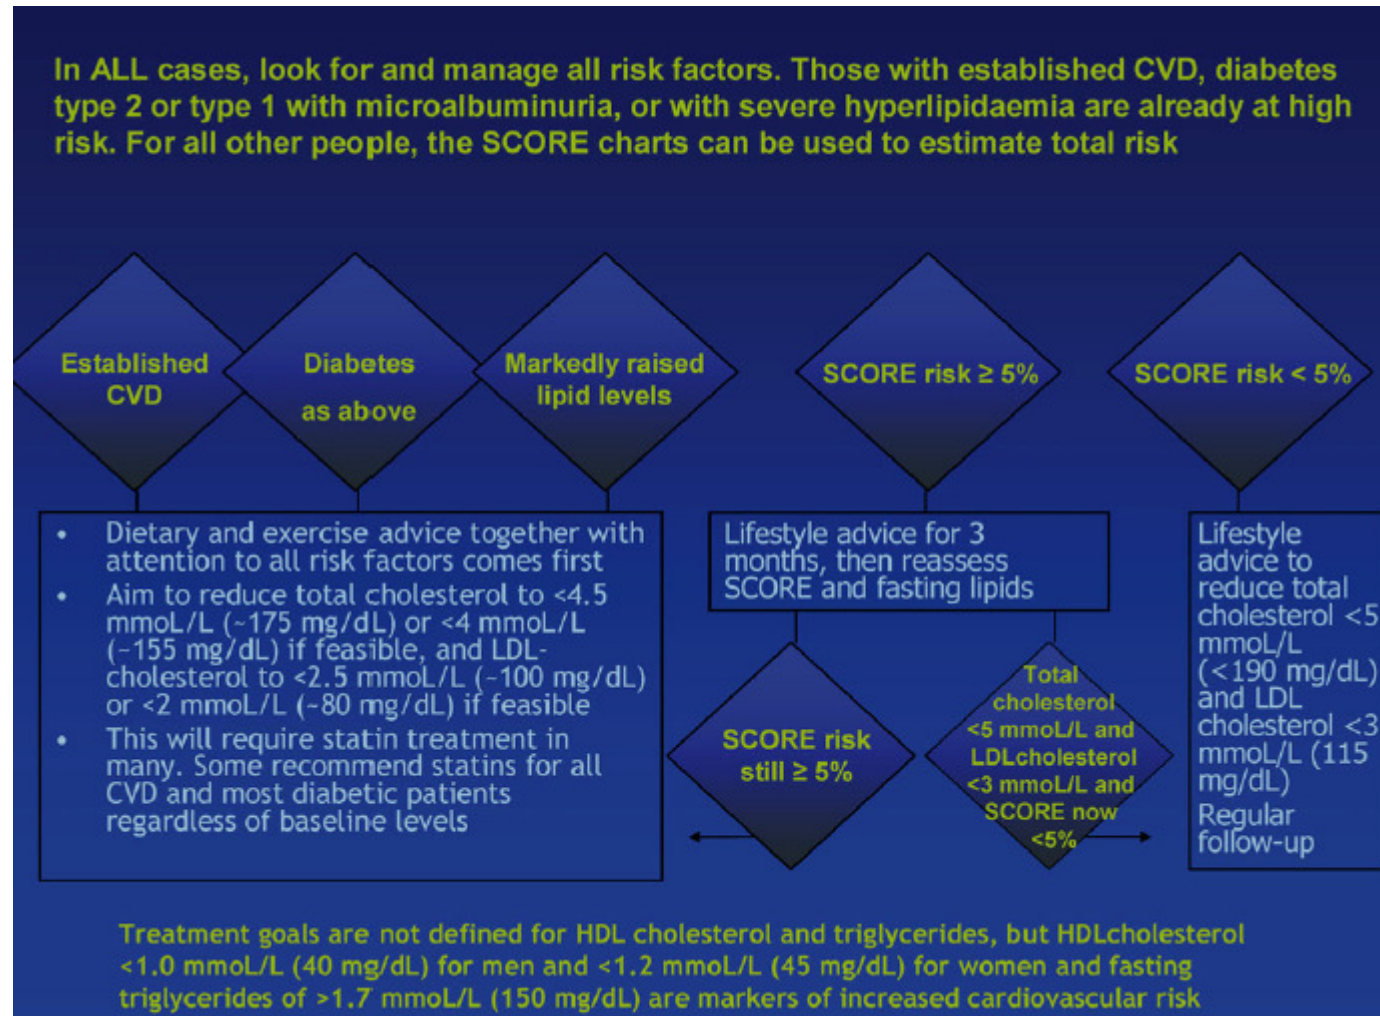 In ALL cases, look for and manage all risk factors. Those with established CVD, diabetes
type 2 or type 1 with microalbuminuria, or with severe hyperlipidaemia are already at high
risk. For all other people, the SCORE charts can be used to estimate total risk
Established
CVD
Diabetes
as above
Markedly raised
lipid levels
SCORE risk ≥ 5%
SCORE risk < 5%
• Dietary and exercise advice together with
attention to all risk factors comes first
• Aim to reduce total cholesterol to <4.5
mmoL/L (~175 mg/dL) or <4 mmoL/L
(~155 mg/dL) if feasible, and LDL-
cholesterol to <2.5 mmoL/L (~100 mg/dL)
or <2 mmoL/L (~80 mg/dL) if feasible
• This will require statin treatment in
many. Some recommend statins for all
CVD and most diabetic patients
regardless of baseline levels
Lifestyle advice for 3
months, then reassess
SCORE and fasting lipids
SCORE risk
still ≥ 5%
Total
cholesterol
<5 mmoL/L and
LDLcholesterol
<3 mmoL/L and
SCORE now
<5%
Lifestyle
advice to
reduce total
cholesterol <5
mmoL/L
(<190 mg/dL)
and LDL
cholesterol <3
mmoL/L (115
mg/dL)
Regular
follow-up
Treatment goals are not defined for HDL cholesterol and triglycerides, but HDLcholesterol
<1.0 mmoL/L (40 mg/dL) for men and <1.2 mmoL/L (45 mg/dL) for women and fasting
triglycerides of >1.7 mmoL/L (150 mg/dL) are markers of increased cardiovascular risk